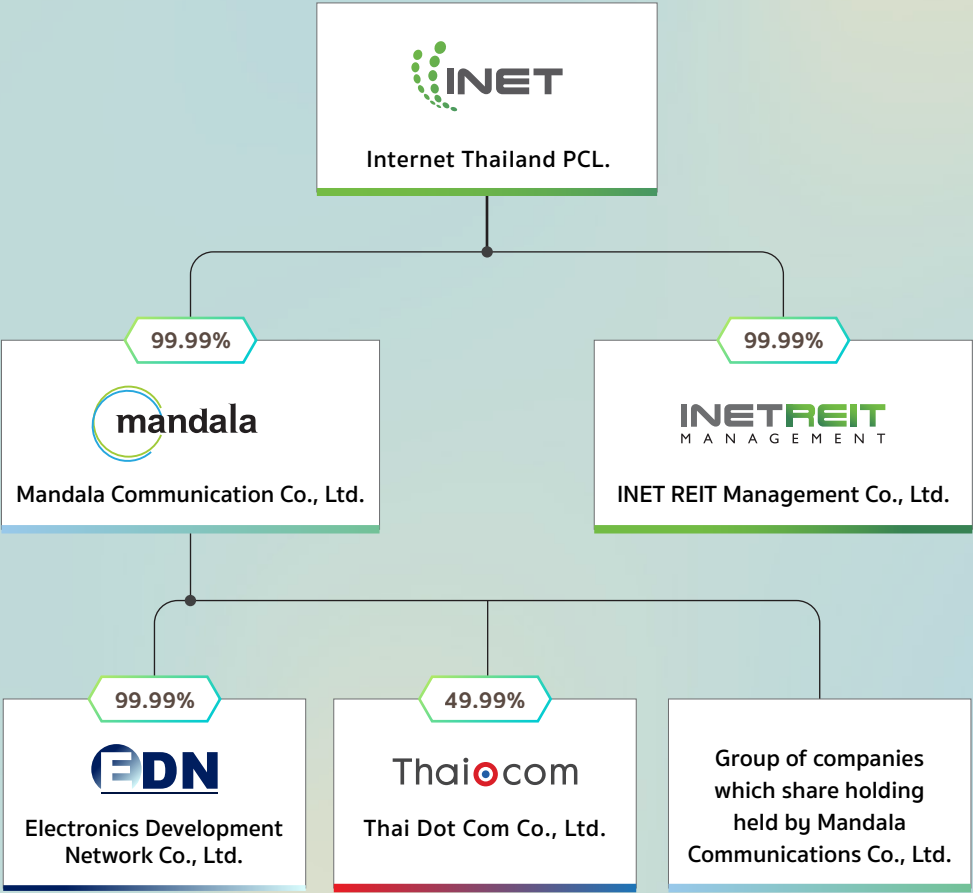 INET
Internet Thailand PCL.
99.99%
99.99%
mandala
Mandala Communication Co., Ltd.
INETREIT
MANAGEMENT
INET REIT Management Co., Ltd.
99.99%
49.99%
EDN
Electronics Development
Network Co., Ltd.
Thai com
Thai Dot Com Co., Ltd.
Group of companies
which share holding
held by Mandala
Communications Co., Ltd.